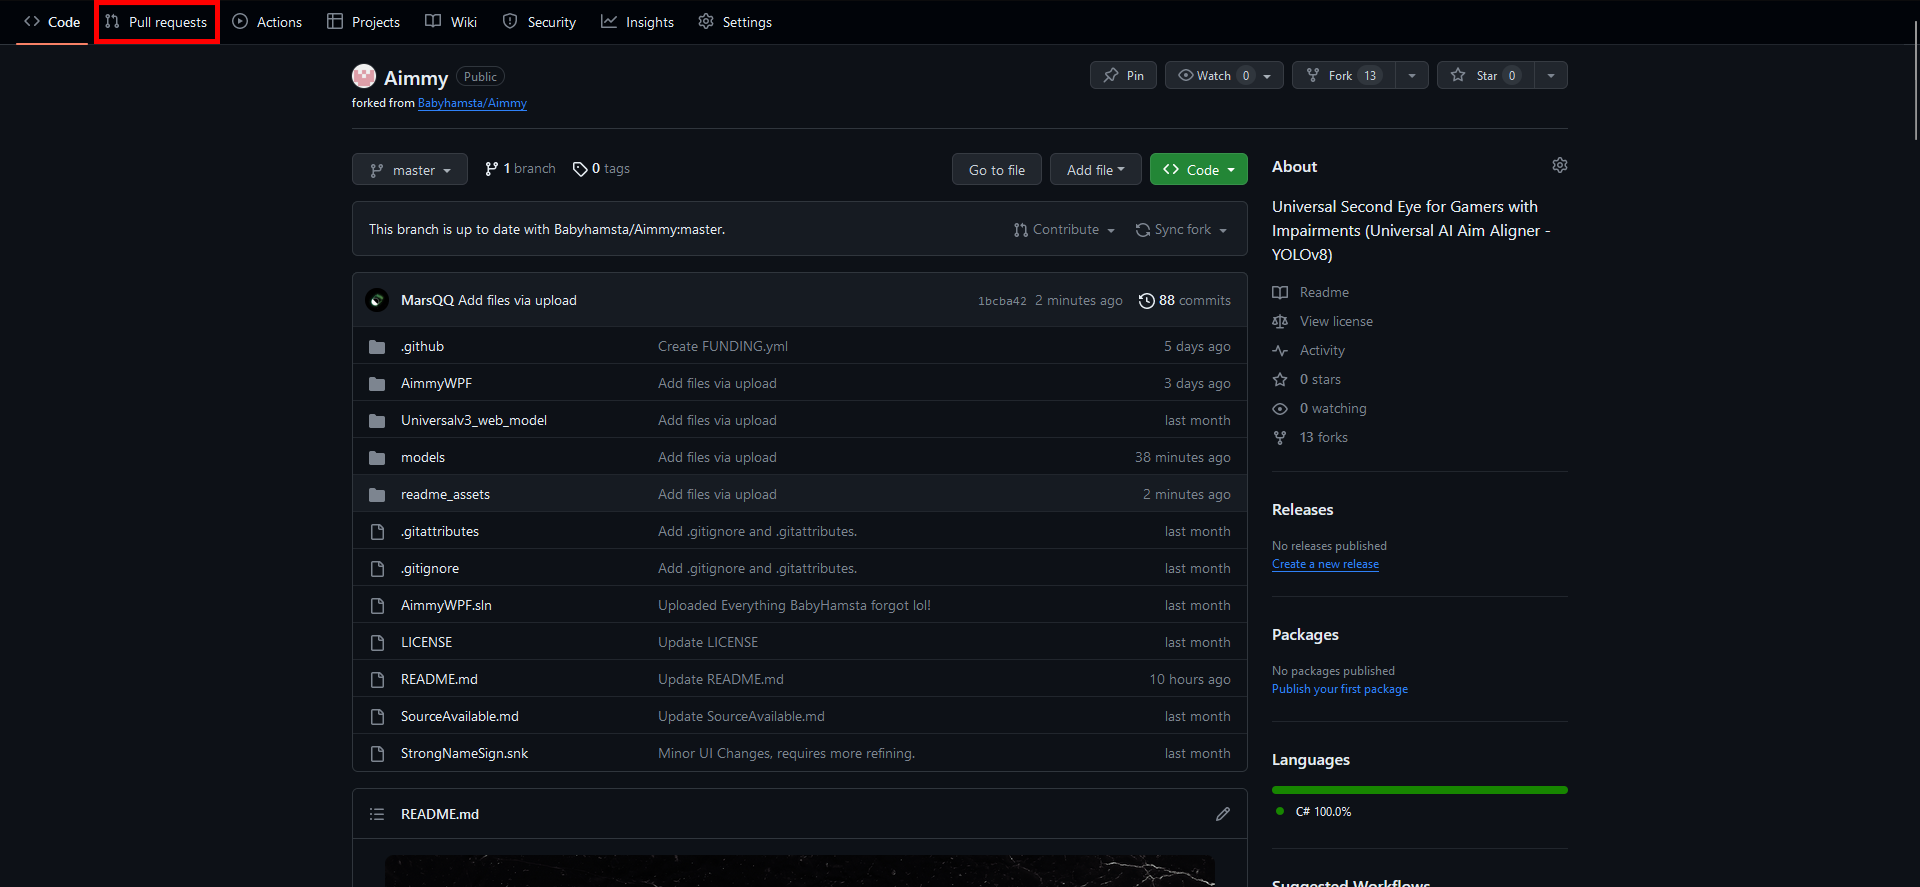 Code Pull requests Actions Projects Wiki Security Insights Settings
Aimmy Public
Pin Watch 0 Fork 13 Star 0
forked from Babyhamsta/Aimmy
master 1 branch 0 tags Go to file Add file Code
This branch is up to date with Babyhamsta/Aimmy:master. Contribute Sync fork
MarsQQ Add files via upload 1bcba42 2 minutes ago 88 commits
.github Create FUNDING.yml 5 days ago
AimmyWPF Add files via upload 3 days ago
Universalv3_web_model Add files via upload last month
models Add files via upload 38 minutes ago
readme_assets Add files via upload 2 minutes ago
.gitattributes Add .gitignore and .gitattributes. last month
.gitignore Add .gitignore and .gitattributes. last month
AimmyWPF.sln Uploaded Everything BabyHamsta forgot lol! last month
LICENSE Update LICENSE last month
README.md Update README.md 10 hours ago
SourceAvailable.md Update SourceAvailable.md last month
StrongNameSign.snk Minor UI Changes, requires more refining. last month
README.md
About
Universal Second Eye for Gamers with
Impairments (Universal AI Aim Aligner -
YOLOv8)
Readme
View license
Activity
0 stars
0 watching
13 forks
Releases
No releases published
Create a new release
Packages
No packages published
Publish your first package
Languages
C# 100.0%
Suggested Workflows